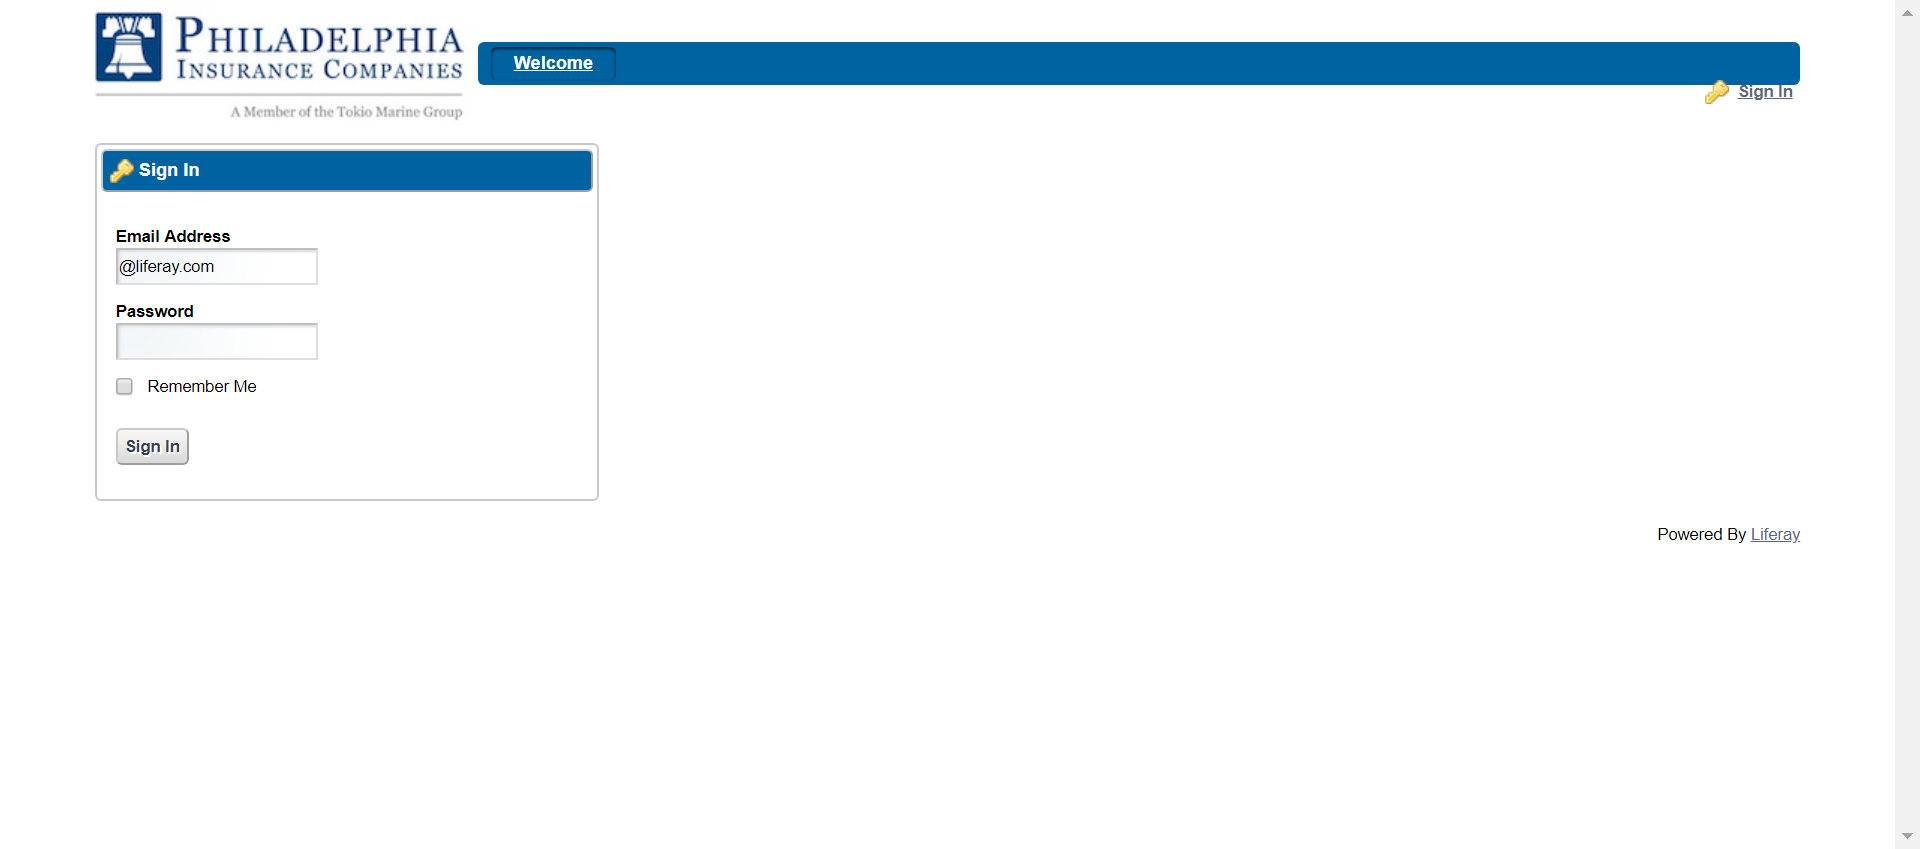 PHILADELPHIA
INSURANCE COMPANIES
A Member of the Tokio Marine Group
Welcome
Sign In
Sign In
Email Address
@liferay.com
Password
Remember Me
Sign In
Powered By Liferay